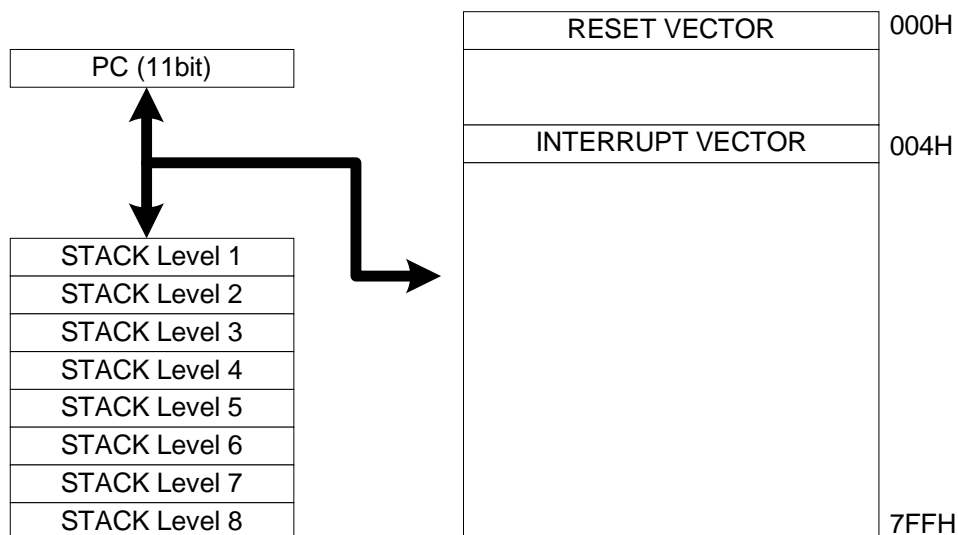 PC (11bit)
STACK Level 1
STACK Level 2
STACK Level 3
STACK Level 4
STACK Level 5
STACK Level 6
STACK Level 7
STACK Level 8
RESET VECTOR 000H
INTERRUPT VECTOR 004H
7FFH